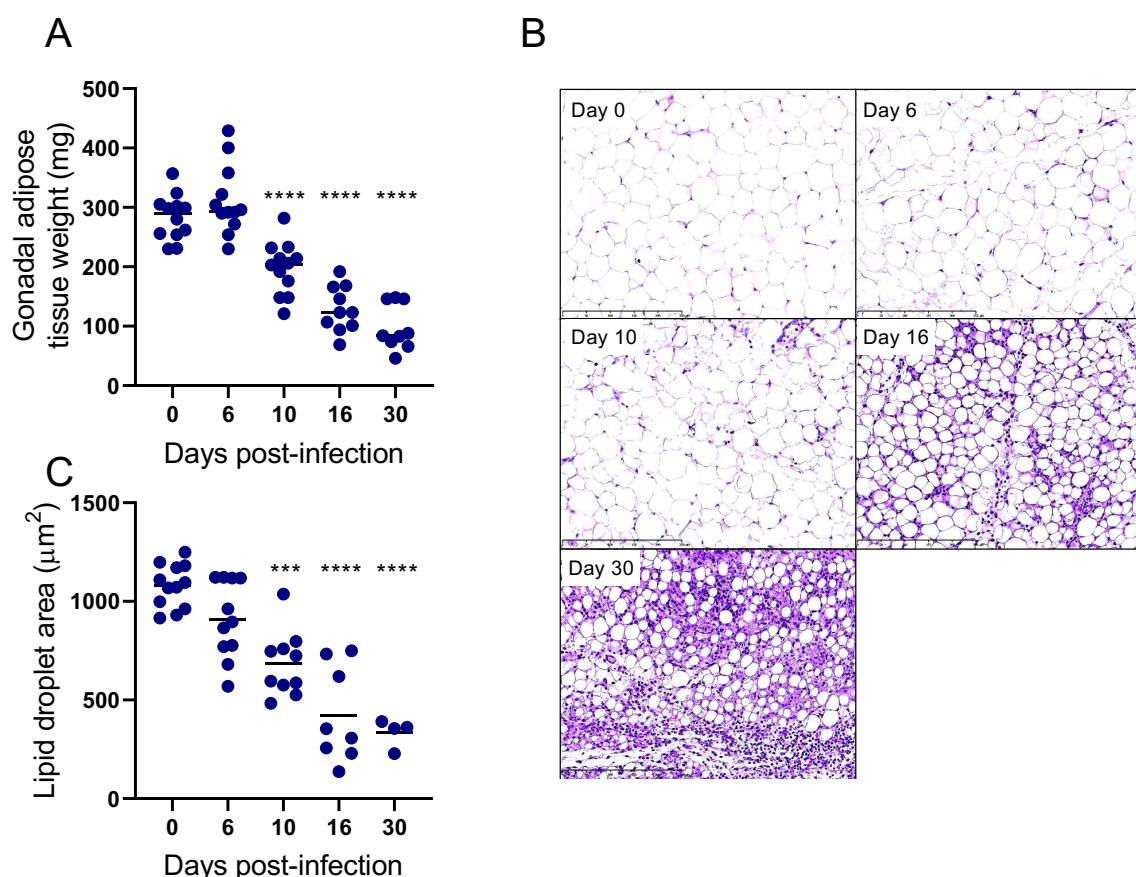 A
B
Gonadal adipose
tissue weight (mg)
500
400
300
200
100
0
**** **** ****
0 6 10 16 30
Days post-infection
Day 0
Day 6
Day 10
Day 16
Day 30
C
Lipid droplet area (μm²)
1500
1000
500
0
*** **** ****
0 6 10 16 30
Days post-infection